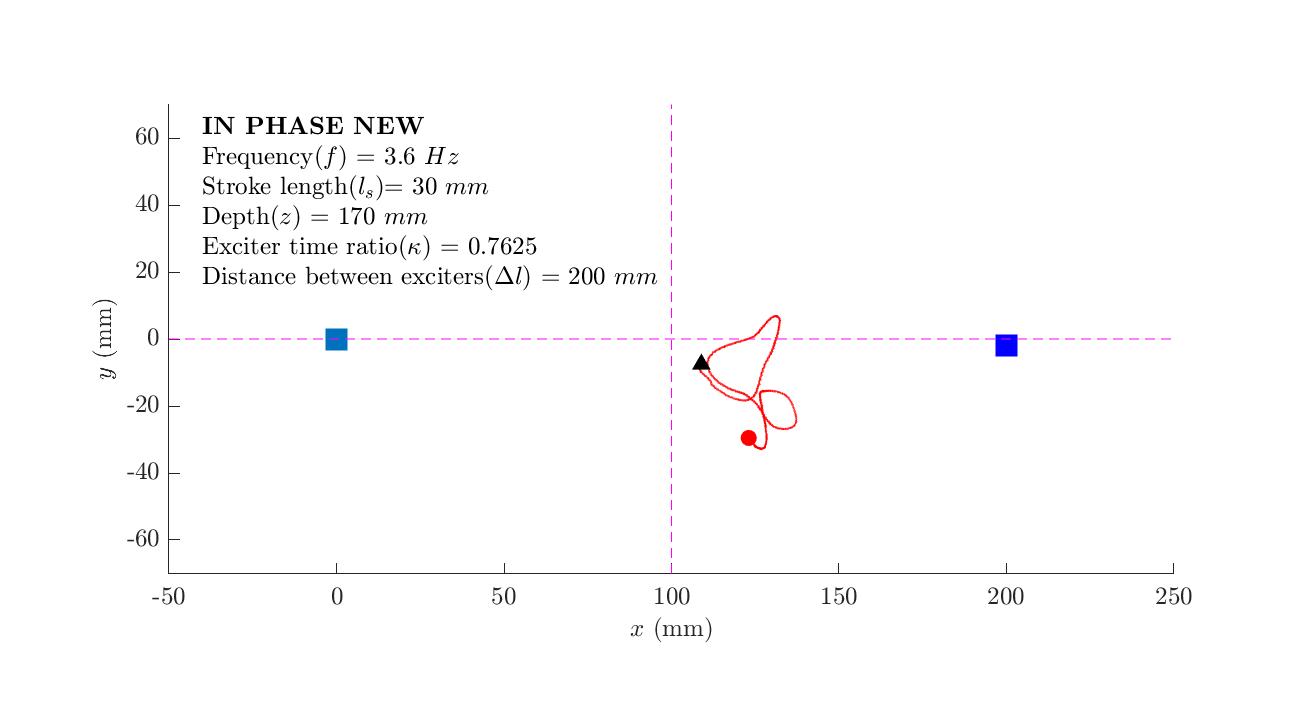 IN PHASE NEW
Frequency(f) = 3.6 Hz
Stroke length(lₛ)= 30 mm
Depth(z) = 170 mm
Exciter time ratio(κ) = 0.7625
Distance between exciters(Δl) = 200 mm
60
40
20
0
-20
-40
-60
y (mm)
-50 0 50 100 150 200 250
x (mm)